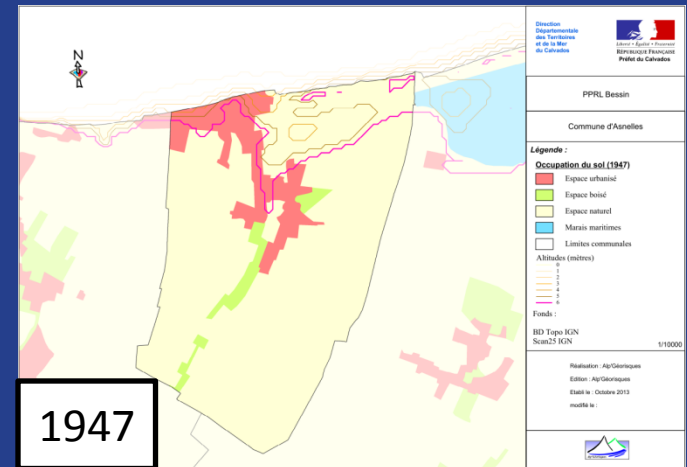 N
Direction
Départementale
des Territoires
et de la Mer
du Calvados
Liberté • Égalité • Fraternité
RÉPUBLIQUE FRANÇAISE
Préfet du Calvados
PPRL Bessin
Commune d'Asnelles
Légende :
Occupation du sol (1947)
Espace urbanisé
Espace boisé
Espace naturel
Marais maritimes
Limites communales
Altitudes (mètres)
0
1
2
3
4
5
6
Fonds :
BD Topo IGN
Scan25 IGN
1/10000
Réalisation : Alp'Géorisques
Edition : Alp'Géorisques
Etabli le : Octobre 2013
modifié le :
1947